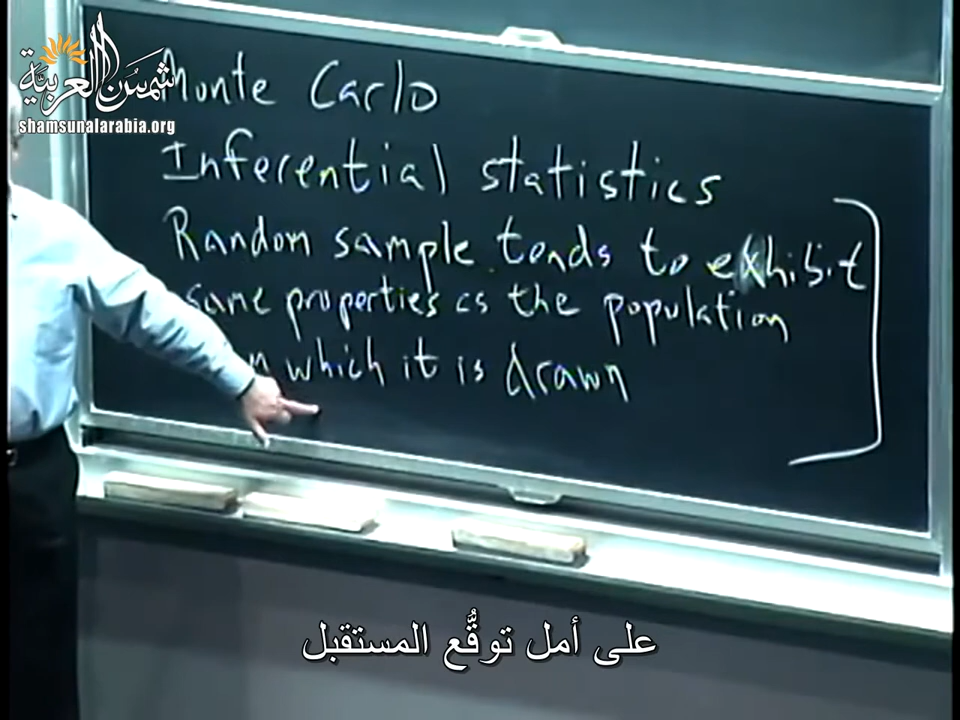 شمس العربية
shamsunalarabia.org
Monte Carlo
Inferential statistics
Random sample tends to exhibit
same properties as the population
which it is drawn
على أمل توقُّع المستقبل